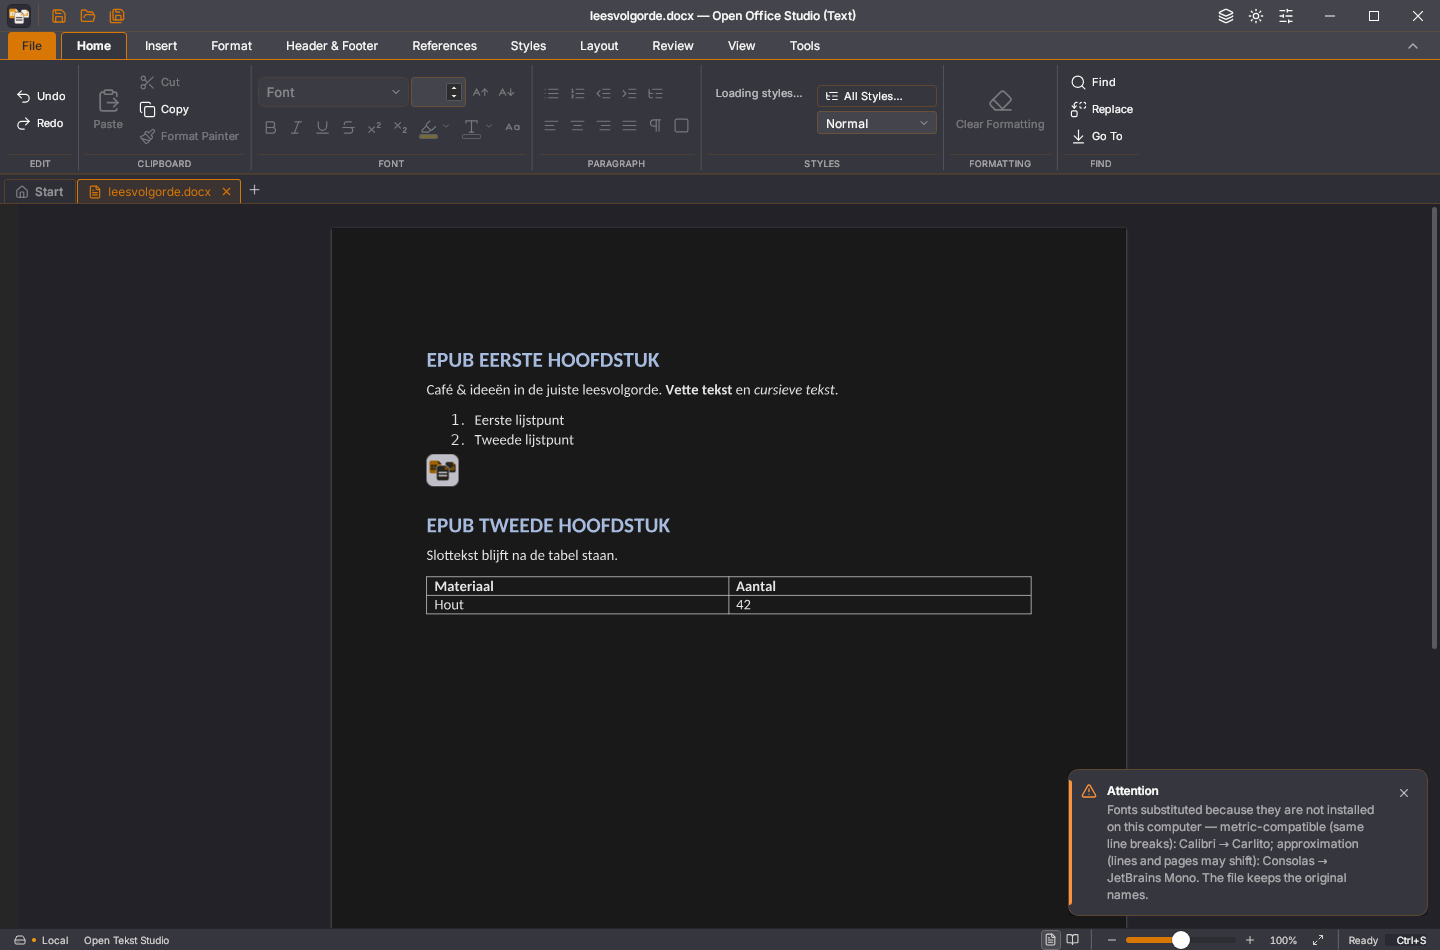 leesvolgorde.docx — Open Office Studio (Text)
File Home Insert Format Header & Footer References Styles Layout Review View Tools
Undo
Redo
EDIT
Paste
Cut
Copy
Format Painter
CLIPBOARD
Font
FONT
PARAGRAPH
Loading styles...
All Styles...
Normal
STYLES
Clear Formatting
FORMATTING
Find
Replace
Go To
FIND
Start leesvolgorde.docx
EPUB EERSTE HOOFDSTUK
Café & ideeën in de juiste leesvolgorde. Vette tekst en cursieve tekst.
1. Eerste lijstpunt
2. Tweede lijstpunt
EPUB TWEEDE HOOFDSTUK
Slottekst blijft na de tabel staan.
Materiaal Aantal
Hout 42
Attention
Fonts substituted because they are not installed
on this computer — metric-compatible (same
line breaks): Calibri → Carlito; approximation
(lines and pages may shift): Consolas →
JetBrains Mono. The file keeps the original
names.
Local Open Tekst Studio 100% Ready Ctrl+S